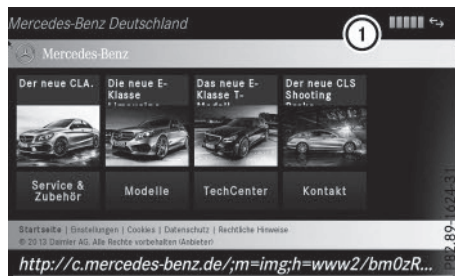 Mercedes-Benz Deutschland
1
Mercedes-Benz
Der neue CLA.
Die neue E-
Klasse
Das neue E-
Klasse T-
Der neue CLS
Shooting
Service &
Zubehör
Modelle
TechCenter
Kontakt
Startseite | Einstellungen | Cookies | Datenschutz | Rechtliche Hinweise
© 2013 Daimler AG. Alle Rechte vorbehalten (Anbieter)
http://c.mercedes-benz.de/;m=img;h=www2/bm0zR...
P82.89-1624-31